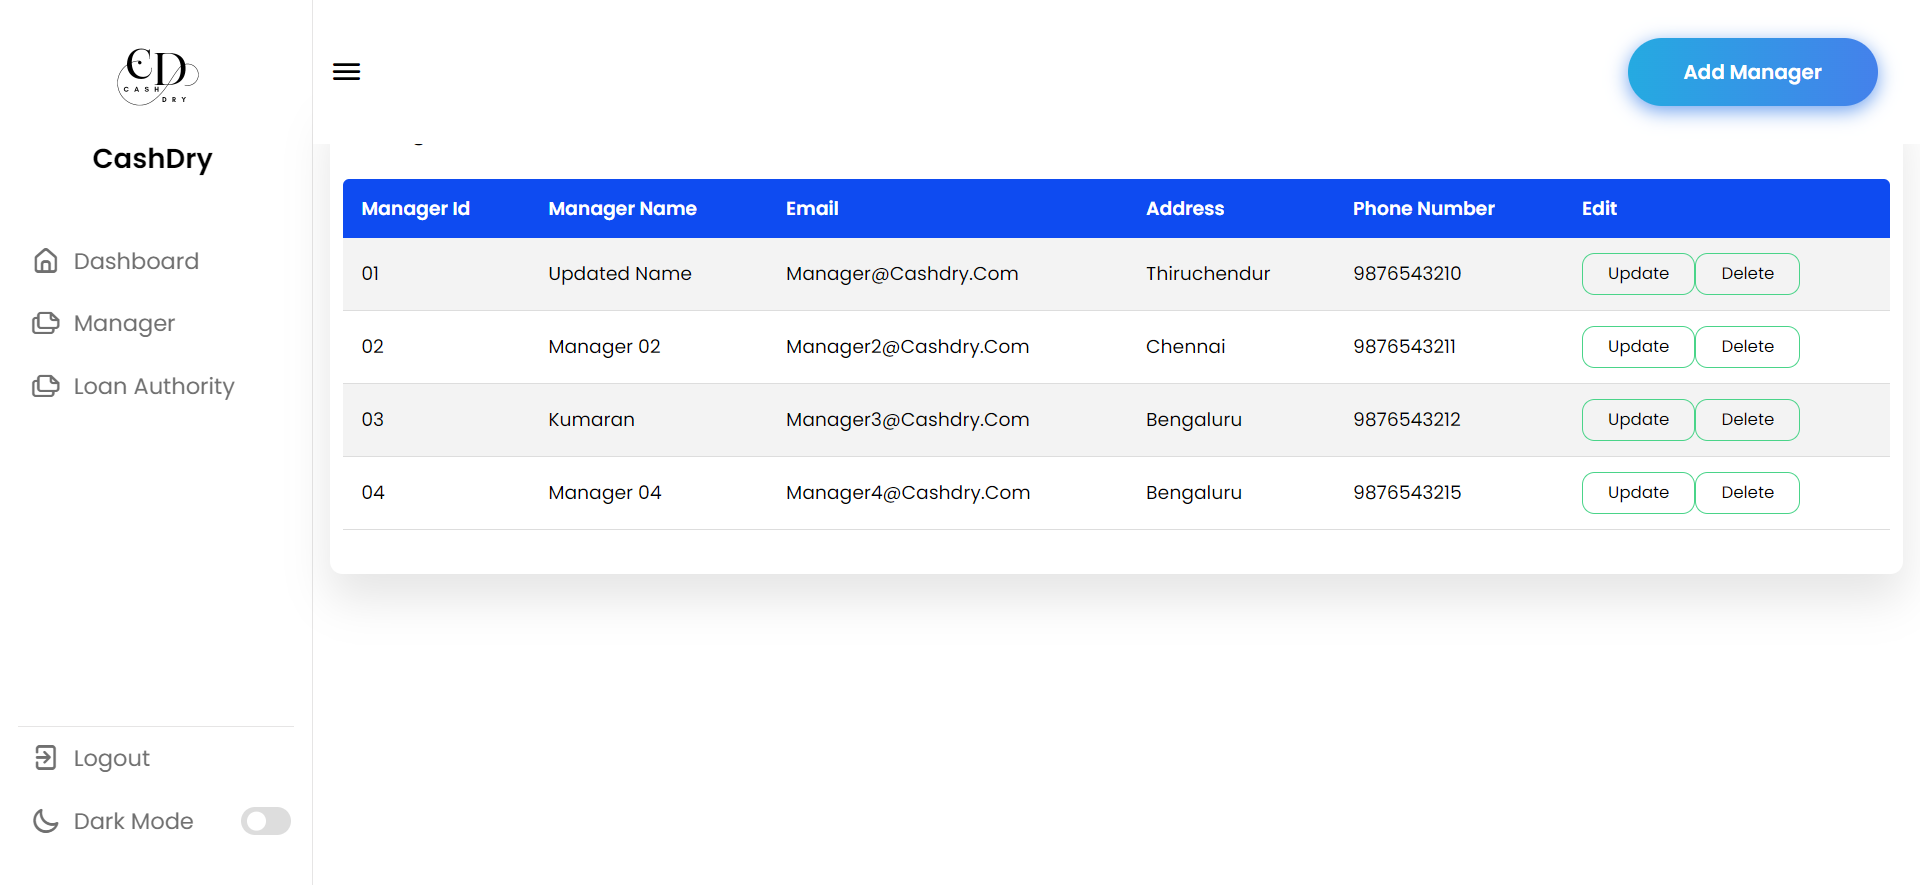 CD
CASH
DRY
CashDry
Dashboard
Manager
Loan Authority
Logout
Dark Mode
Add Manager
Manager Id Manager Name Email Address Phone Number Edit
01 Updated Name Manager@Cashdry.Com Thiruchendur 9876543210 Update Delete
02 Manager 02 Manager2@Cashdry.Com Chennai 9876543211 Update Delete
03 Kumaran Manager3@Cashdry.Com Bengaluru 9876543212 Update Delete
04 Manager 04 Manager4@Cashdry.Com Bengaluru 9876543215 Update Delete